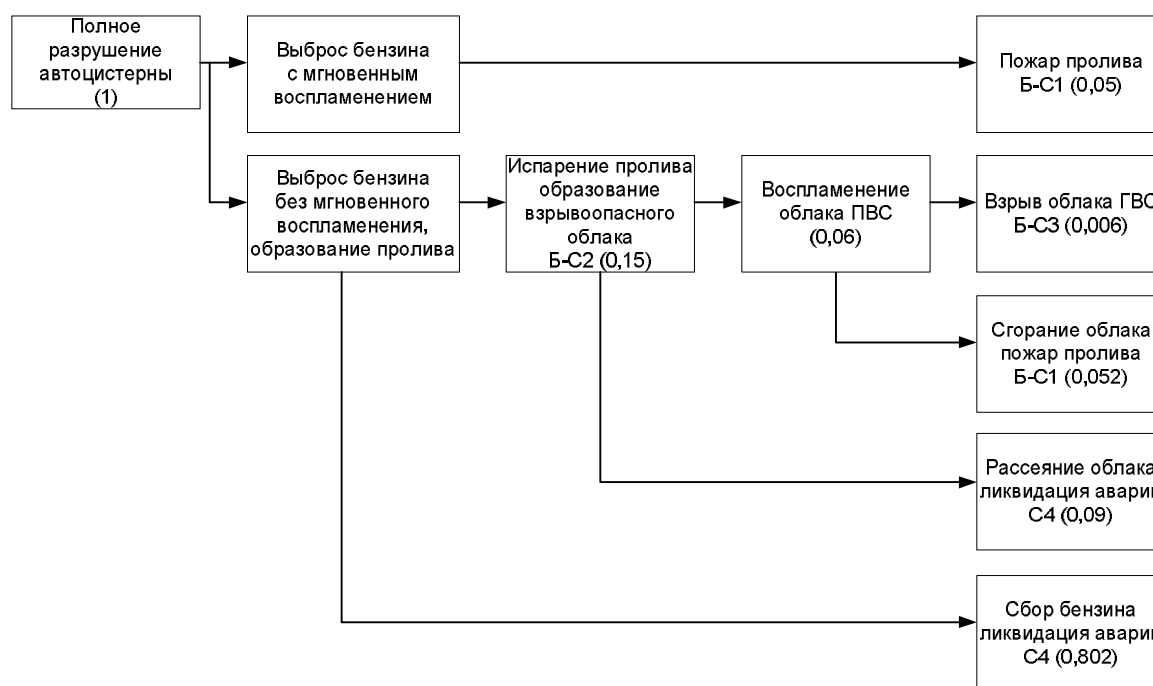 Полное
разрушение
автоцистерны
(1)
Выброс бензина
с мгновенным
воспламенением
Пожар пролива
Б-С1 (0,05)
Выброс бензина
без мгновенного
воспламенения,
образование пролива
Испарение пролива
образование
взрывоопасного
облака
Б-С2 (0,15)
Воспламенение
облака ПВС
(0,06)
Взрыв облака ГВС
Б-С3 (0,006)
Сгорание облака
пожар пролива
Б-С1 (0,052)
Рассеяние облака
ликвидация аварии
С4 (0,09)
Сбор бензина
ликвидация аварии
С4 (0,802)